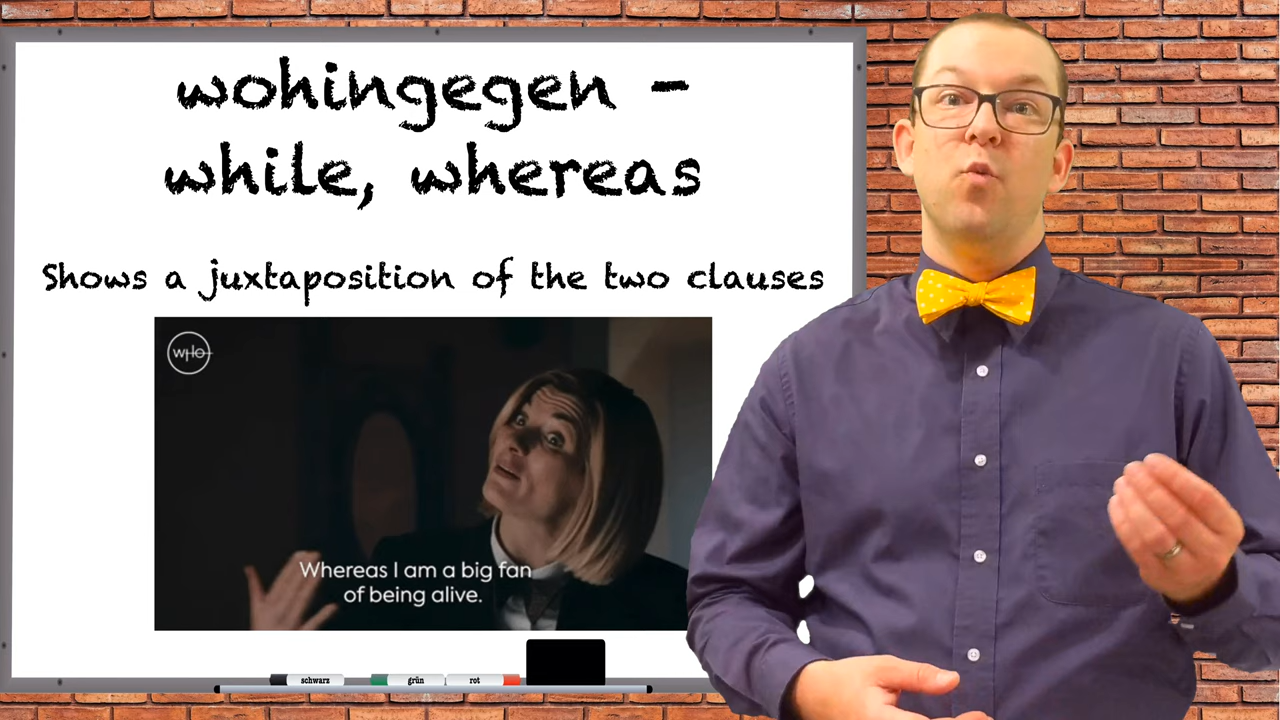 wohingegen -
while, whereas
Shows a juxtaposition of the two clauses
WHO
Whereas I am a big fan
of being alive.
schwarz
grün
rot